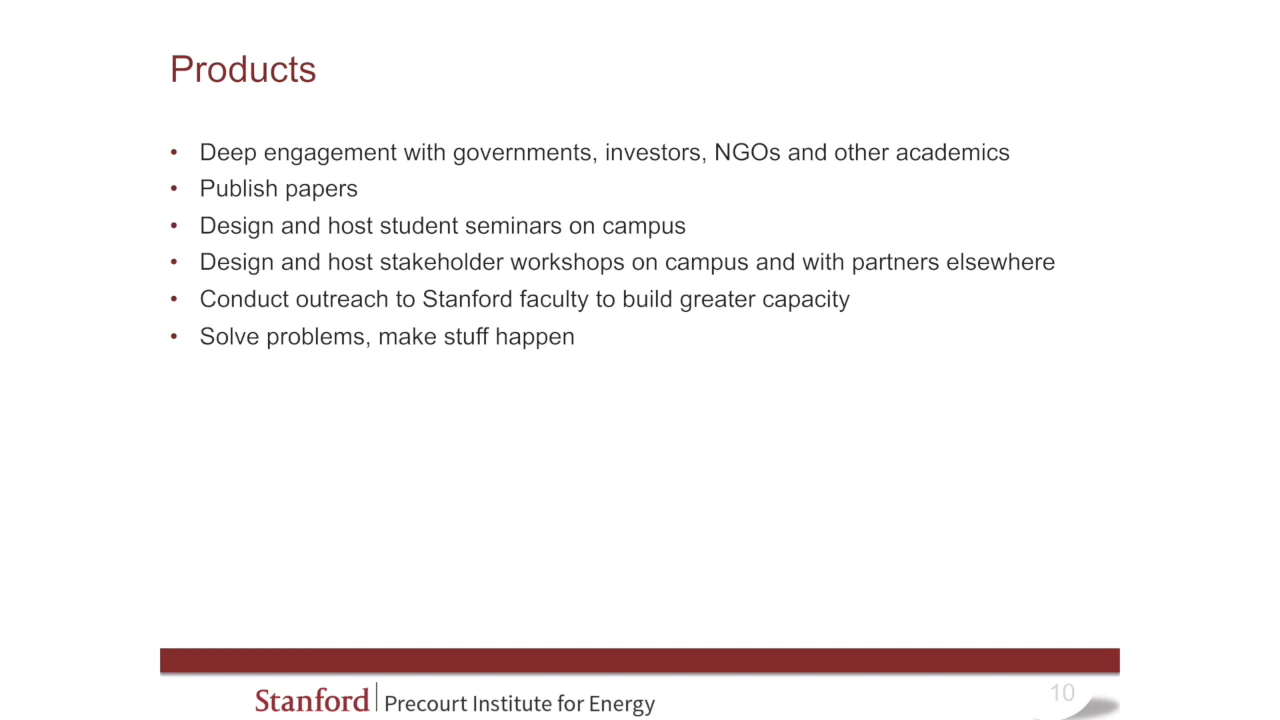 Products
• Deep engagement with governments, investors, NGOs and other academics
• Publish papers
• Design and host student seminars on campus
• Design and host stakeholder workshops on campus and with partners elsewhere
• Conduct outreach to Stanford faculty to build greater capacity
• Solve problems, make stuff happen
10
Stanford | Precourt Institute for Energy